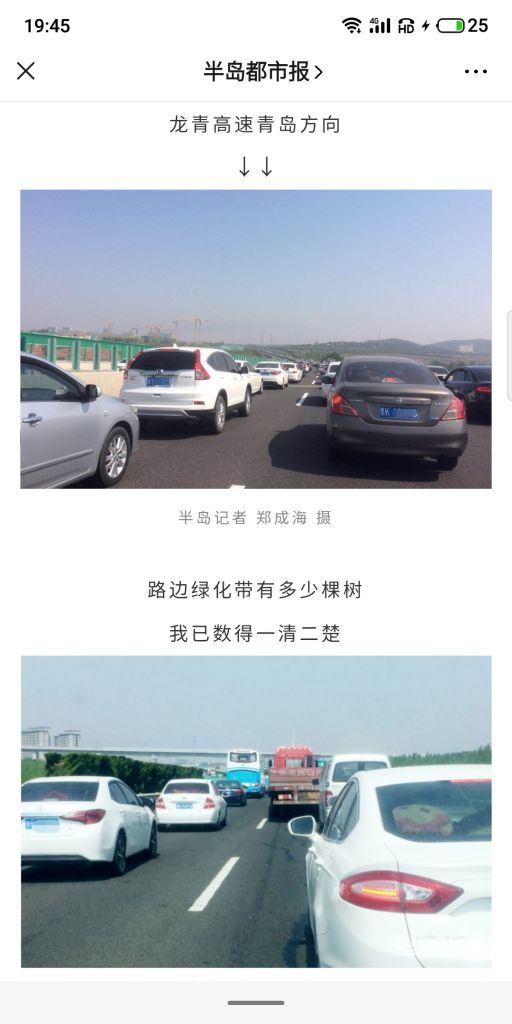 19:45
4G HD 25
半岛都市报
龙青高速青岛方向
↓↓
半岛记者 郑成海 摄
路边绿化带有多少棵树
我已数得一清二楚